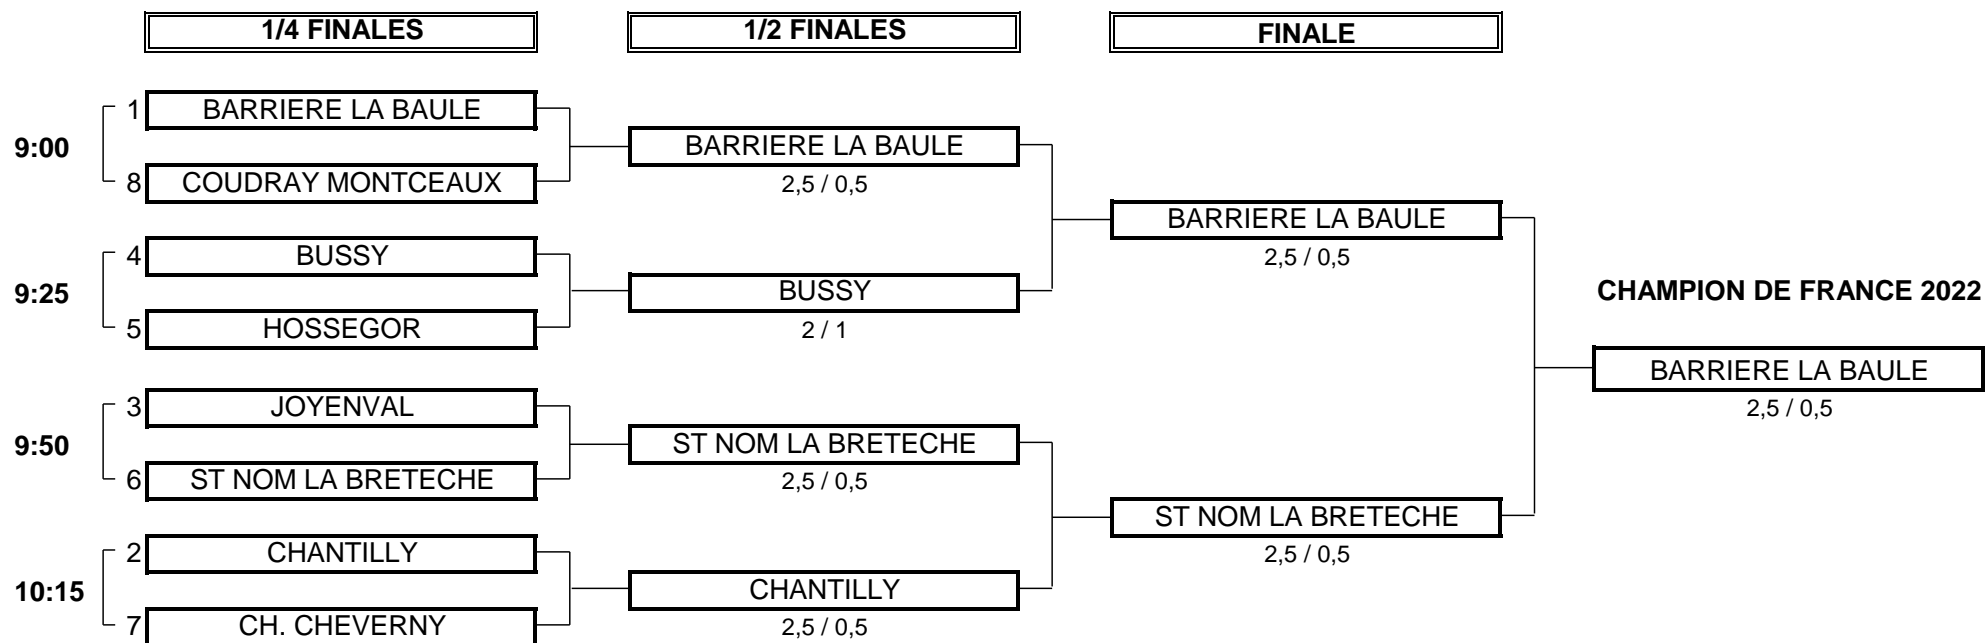 1/4 FINALES
1/2 FINALES
FINALE
1 BARRIERE LA BAULE
9:00
BARRIERE LA BAULE
8 COUDRAY MONTCEAUX
2,5 / 0,5
BARRIERE LA BAULE
4 BUSSY
2,5 / 0,5
9:25
BUSSY
CHAMPION DE FRANCE 2022
5 HOSSEGOR
2 / 1
BARRIERE LA BAULE
3 JOYENVAL
2,5 / 0,5
9:50
ST NOM LA BRETECHE
6 ST NOM LA BRETECHE
2,5 / 0,5
ST NOM LA BRETECHE
2 CHANTILLY
2,5 / 0,5
10:15
CHANTILLY
7 CH. CHEVERNY
2,5 / 0,5